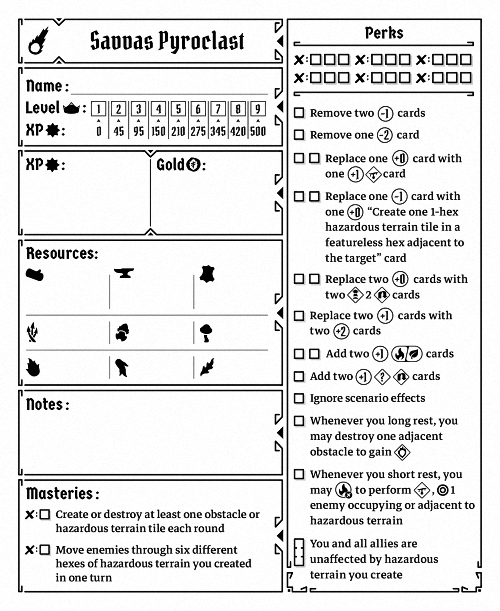 Savvas Pyroclast
Name:
Level :
1 2 3 4 5 6 7 8 9
XP :
0 45 95 150 210 275 345 420 500
XP :
Gold :
Resources:
Notes:
Masteries:
Create or destroy at least one obstacle or
hazardous terrain tile each round
Move enemies through six different
hexes of hazardous terrain you created
in one turn
Perks
Remove two -1 cards
Remove one -2 card
Replace one +0 card with
one +1 card
Replace one -1 card with
one +0 “Create one 1-hex
hazardous terrain tile in a
featureless hex adjacent to
the target” card
Replace two +0 cards with
two 2 cards
Replace two +1 cards with
two +2 cards
Add two +1 cards
Add two +1 ? cards
Ignore scenario effects
Whenever you long rest, you
may destroy one adjacent
obstacle to gain
Whenever you short rest, you
may to perform , 1
enemy occupying or adjacent to
hazardous terrain
You and all allies are
unaffected by hazardous
terrain you create